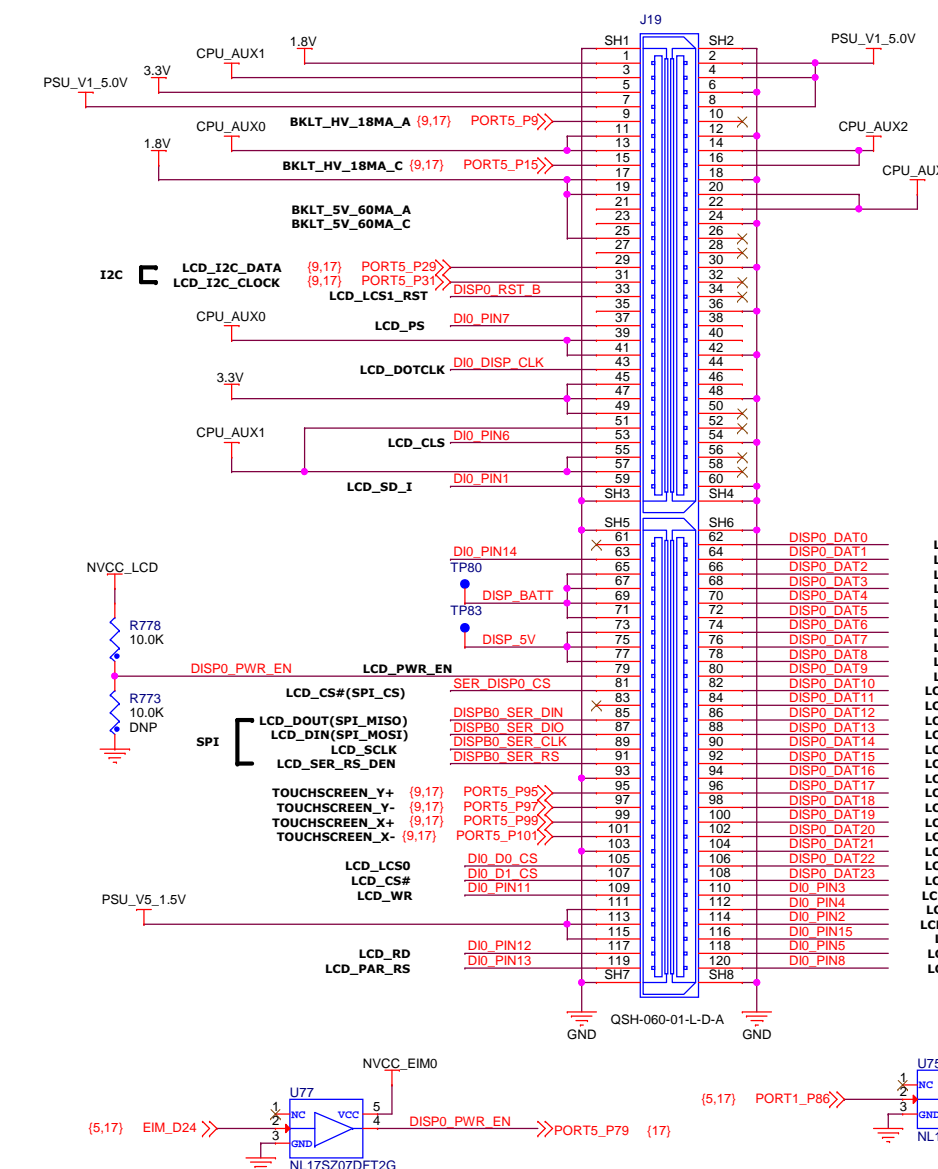 J19
SH1 SH2
1.8V
CPU_AUX1
3.3V
PSU_V1_5.0V
PSU_V1_5.0V
1 2
3 4
5 6
7 8
BKLT_HV_18MA_A {9,17} PORT5_P9 9 10
CPU_AUX0 11 12 CPU_AUX2
13 14
1.8V
BKLT_HV_18MA_C {9,17} PORT5_P15 15 16
17 18
19 20
BKLT_5V_60MA_A 21 22
BKLT_5V_60MA_C 23 24
25 26
27 28
I2C
LCD_I2C_DATA {9,17} PORT5_P29 29 30
LCD_I2C_CLOCK {9,17} PORT5_P31 31 32
LCD_LCS1_RST DISP0_RST_B 33 34
35 36
CPU_AUX0
LCD_PS DI0_PIN7 37 38
39 40
41 42
LCD_DOTCLK DI0_DISP_CLK 43 44
3.3V
45 46
47 48
49 50
CPU_AUX1
51 52
LCD_CLS DI0_PIN6 53 54
55 56
57 58
LCD_SD_I DI0_PIN1 59 60
SH3 SH4
SH5 SH6
61 62 DISP0_DAT0
DI0_PIN14 63 64 DISP0_DAT1
NVCC_LCD
TP80
65 66 DISP0_DAT2
67 68 DISP0_DAT3
DISP_BATT 69 70 DISP0_DAT4
TP83
71 72 DISP0_DAT5
73 74 DISP0_DAT6
DISP_5V 75 76 DISP0_DAT7
77 78 DISP0_DAT8
R778
10.0K
DISP0_PWR_EN LCD_PWR_EN 79 80 DISP0_DAT9
LCD_CS#(SPI_CS) SER_DISP0_CS 81 82 DISP0_DAT10
83 84 DISP0_DAT11
R773
10.0K
DNP
SPI
LCD_DOUT(SPI_MISO) DISPB0_SER_DIN 85 86 DISP0_DAT12
LCD_DIN(SPI_MOSI) DISPB0_SER_DIO 87 88 DISP0_DAT13
LCD_SCLK DISPB0_SER_CLK 89 90 DISP0_DAT14
LCD_SER_RS_DEN DISPB0_SER_RS 91 92 DISP0_DAT15
93 94 DISP0_DAT16
TOUCHSCREEN_Y+ {9,17} PORT5_P95 95 96 DISP0_DAT17
TOUCHSCREEN_Y- {9,17} PORT5_P97 97 98 DISP0_DAT18
TOUCHSCREEN_X+ {9,17} PORT5_P99 99 100 DISP0_DAT19
TOUCHSCREEN_X- {9,17} PORT5_P101 101 102 DISP0_DAT20
103 104 DISP0_DAT21
LCD_LCS0 DI0_D0_CS 105 106 DISP0_DAT22
LCD_CS# DI0_D1_CS 107 108 DISP0_DAT23
LCD_WR DI0_PIN11 109 110 DI0_PIN3
PSU_V5_1.5V
111 112 DI0_PIN4
113 114 DI0_PIN2
115 116 DI0_PIN15
LCD_RD DI0_PIN12 117 118 DI0_PIN5
LCD_PAR_RS DI0_PIN13 119 120 DI0_PIN8
SH7 SH8
GND QSH-060-01-L-D-A GND
NVCC_EIM0
U77
{5,17} EIM_D24 1 2 3 NC GND VCC 5 4 DISP0_PWR_EN PORT5_P79 {17}
NL17SZ07DFT2G
{5,17} PORT1_P86 1 2 3 NC